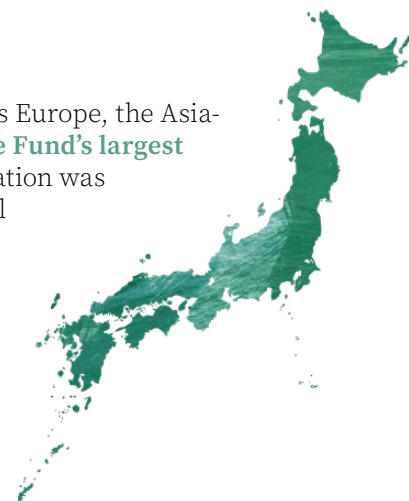 s Europe, the Asia-
e Fund’s largest
ation was
l